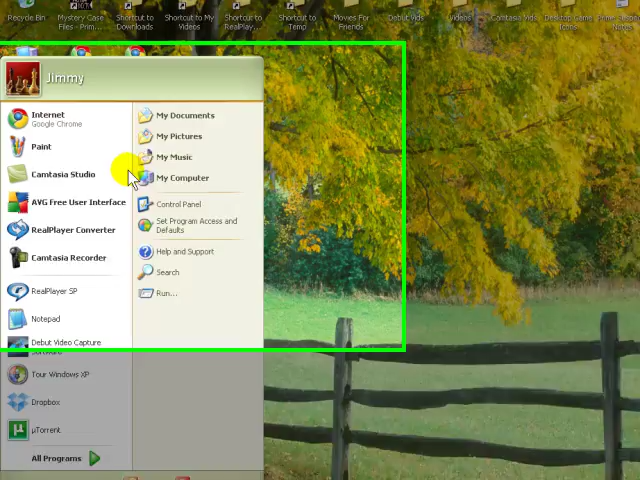 Recycle Bin
Mystery Case
Files - Prim...
Shortcut to
Downloads
Shortcut to My
Videos
Shortcut to
RealPlay...
Shortcut to
Temp
Moves For
Friends
Debut Vids
Videos
Camtasia Vids
Desktop Game
Icons
Jimmy
Internet
Google Chrome
Paint
Camtasia Studio
AVG Free User Interface
RealPlayer Converter
Camtasia Recorder
RealPlayer SP
Notepad
Debut Video Capture
Software
Tour Windows XP
Dropbox
µTorrent
All Programs
My Documents
My Pictures
My Music
My Computer
Control Panel
Set Program Access and
Defaults
Help and Support
Search
Run...